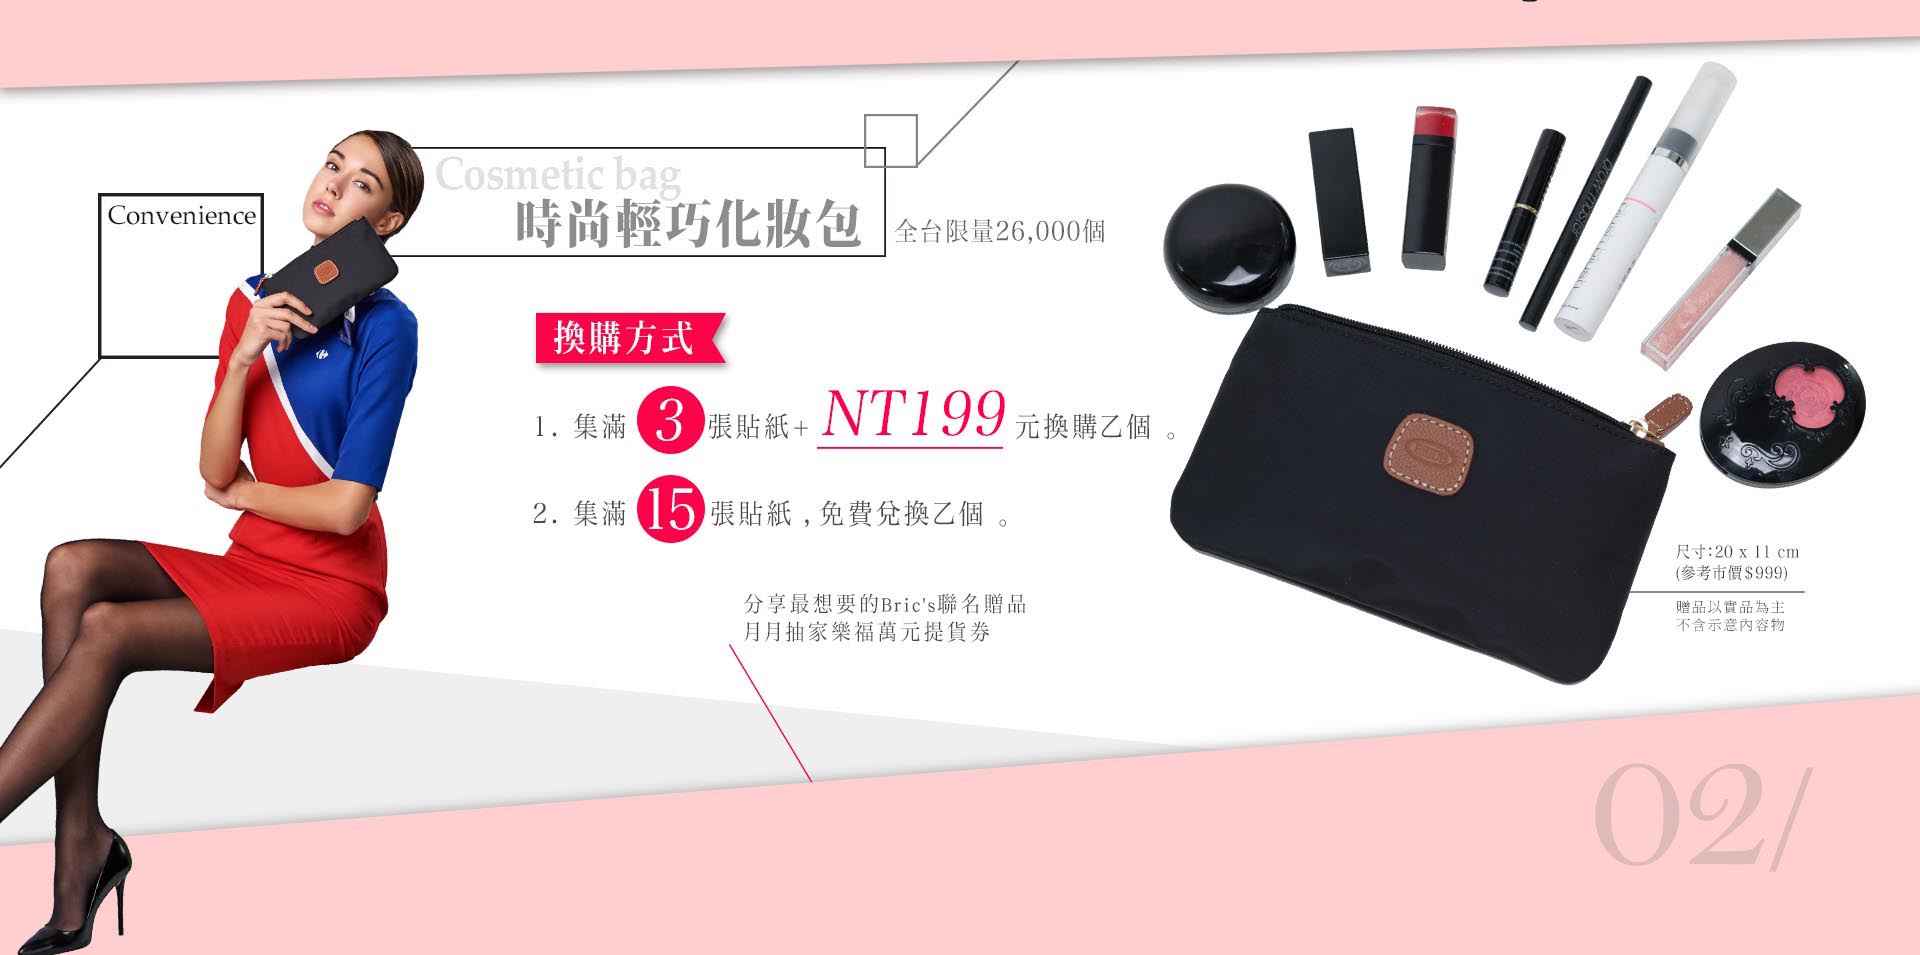 Convenience
Cosmetic bag
時尚輕巧化妝包
全台限量26,000個
換購方式
1. 集滿 3 張貼紙+ NT199 元換購乙個 。
2. 集滿 15 張貼紙 , 免費兌換乙個 。
分享最想要的Bric's聯名贈品
月月抽家樂福萬元提貨券
尺寸:20 x 11 cm
(參考市價$999)
贈品以實品為主
不含示意內容物
02/